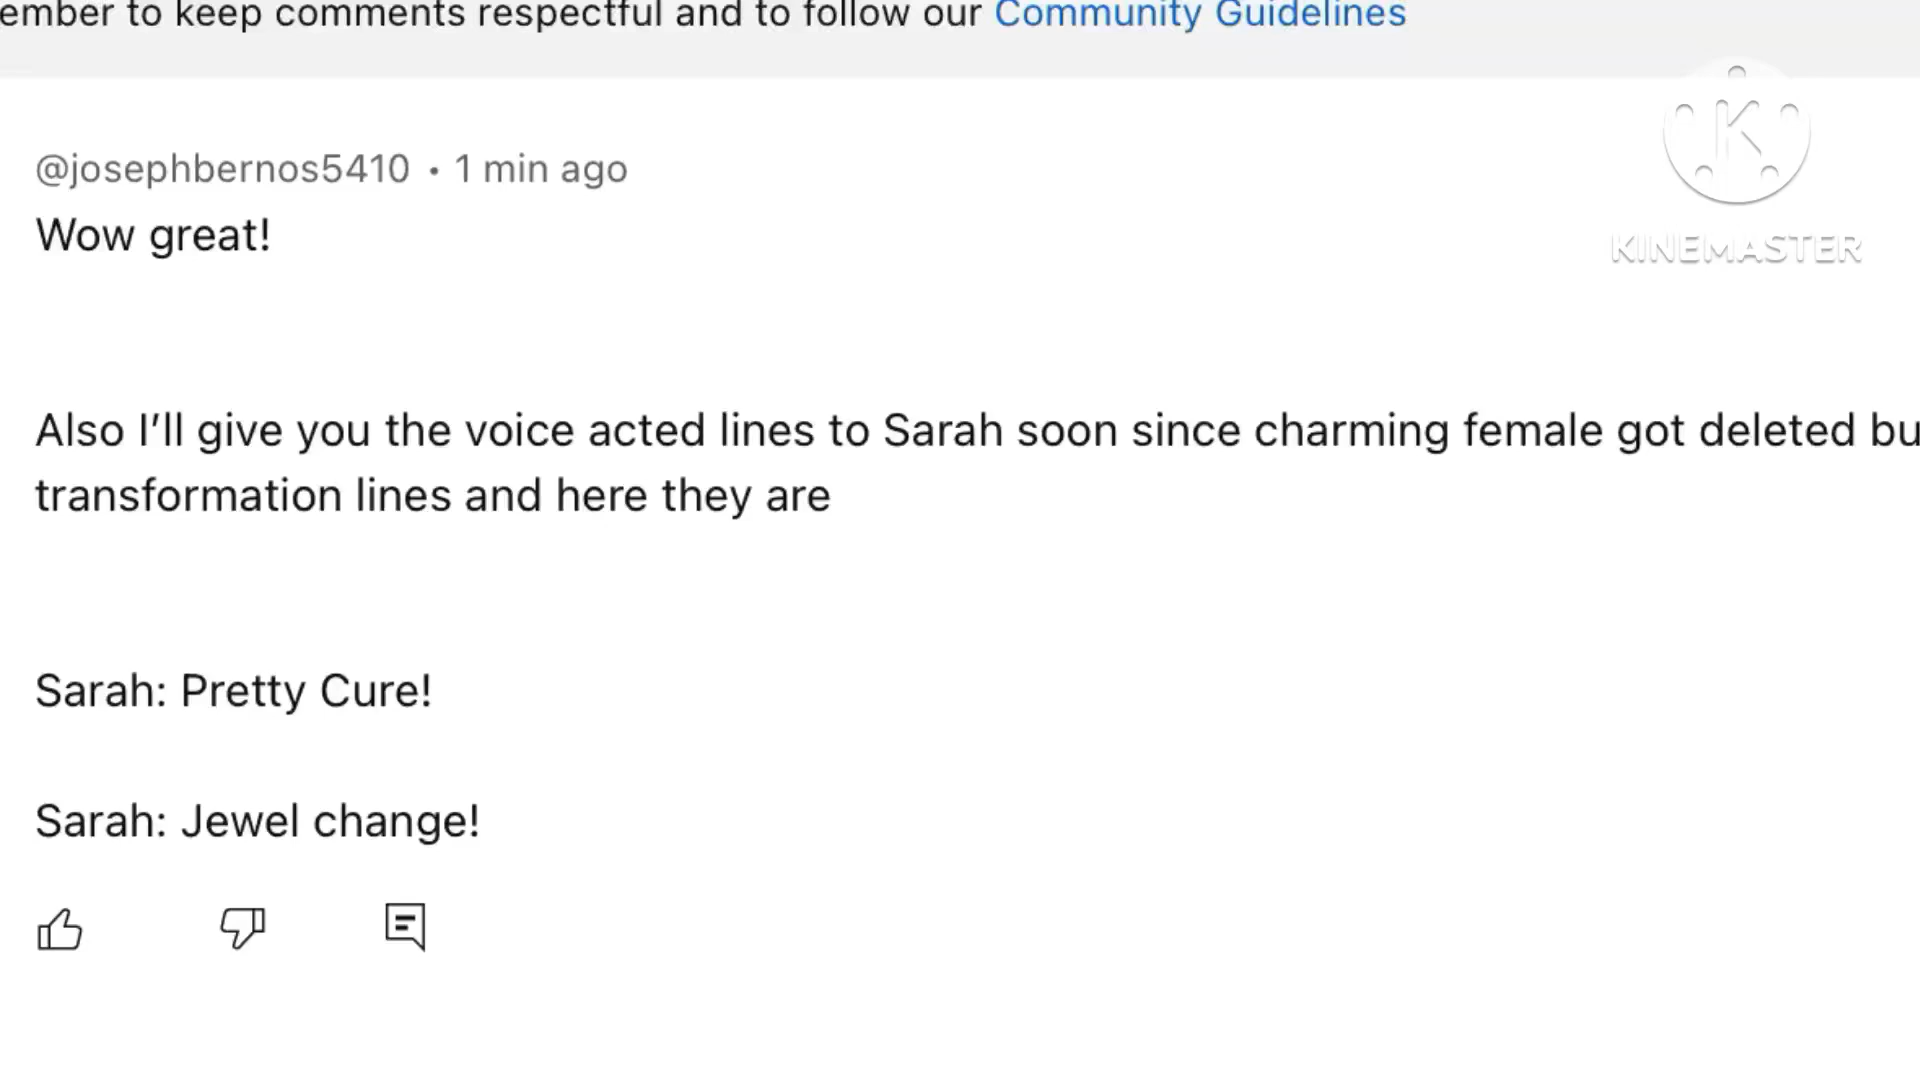 ember to keep comments respectful and to follow our Community Guidelines
KINEMASTER
@josephbernos5410 • 1 min ago
Wow great!
Also I’ll give you the voice acted lines to Sarah soon since charming female got deleted bu
transformation lines and here they are
Sarah: Pretty Cure!
Sarah: Jewel change!